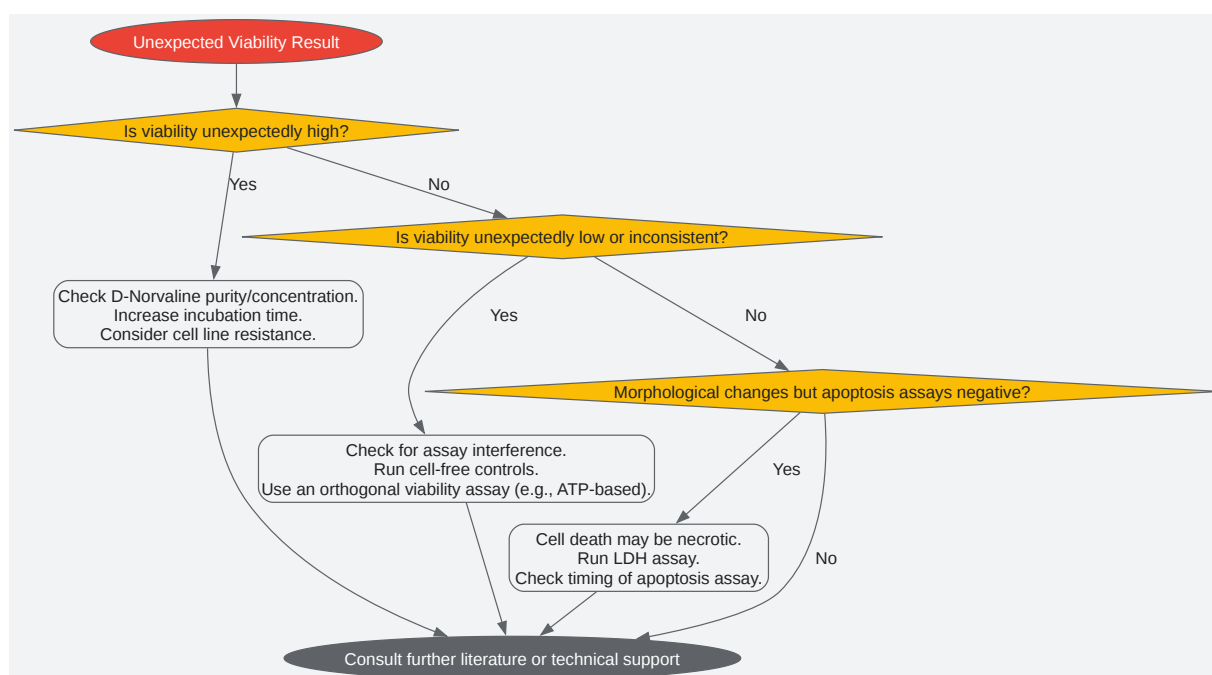 Unexpected Viability Result
Is viability unexpectedly high?
Yes
No
Is viability unexpectedly low or inconsistent?
Check D-Norvaline purity/concentration.
Increase incubation time.
Consider cell line resistance.
Yes
No
Morphological changes but apoptosis assays negative?
Check for assay interference.
Run cell-free controls.
Use an orthogonal viability assay (e.g., ATP-based).
Yes
Cell death may be necrotic.
Run LDH assay.
Check timing of apoptosis assay.
No
Consult further literature or technical support